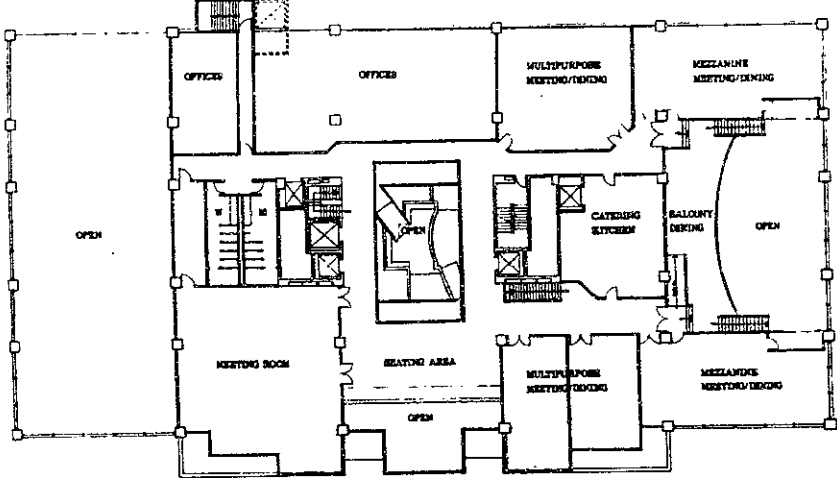 OFFICES
OFFICES
MULTIPURPOSE
MEETING/DINING
MEZZANINE
MEETING/DINING
W
M
OPEN
OPEN
CATERING
KITCHEN
BALCONY
DINING
OPEN
MEETING ROOM
SEATING AREA
MULTIPURPOSE
MEETING/DINING
MEZZANINE
MEETING/DINING
OPEN